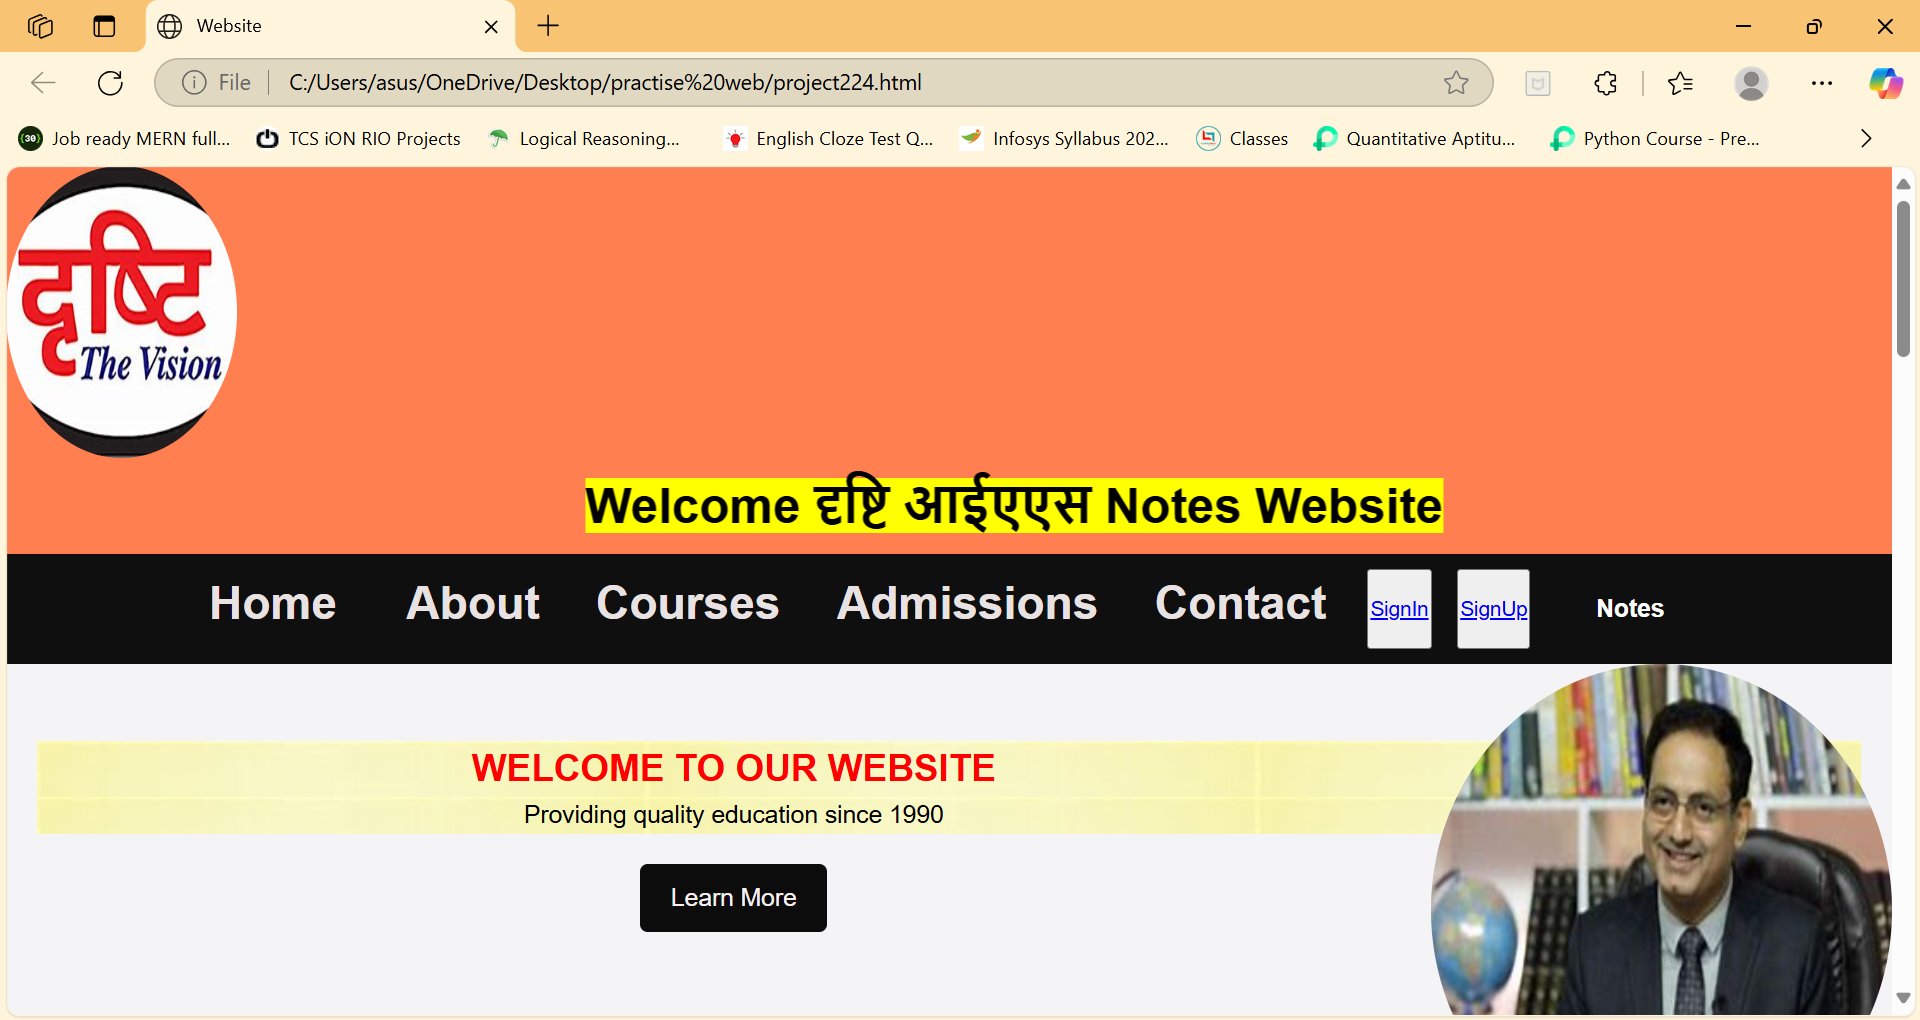 Website
File
C:/Users/asus/OneDrive/Desktop/practise%20web/project224.html
Job ready MERN full...
TCS iON RIO Projects
Logical Reasoning...
English Cloze Test Q...
Infosys Syllabus 202...
Classes
Quantitative Aptitu...
Python Course - Pre...
दृष्टि
The Vision
Welcome दृष्टि आईएएस Notes Website
Home About Courses Admissions Contact SignIn SignUp Notes
WELCOME TO OUR WEBSITE
Providing quality education since 1990
Learn More